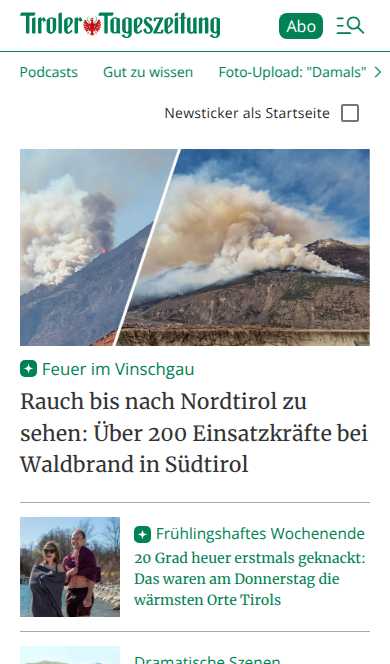 Tiroler Tageszeitung
Abo
Podcasts Gut zu wissen Foto-Upload: "Damals"
Newsticker als Startseite
Feuer im Vinschgau
Rauch bis nach Nordtirol zu
sehen: Über 200 Einsatzkräfte bei
Waldbrand in Südtirol
Frühlingshaftes Wochenende
20 Grad heuer erstmals geknackt:
Das waren am Donnerstag die
wärmsten Orte Tirols
Dramatische Szenen